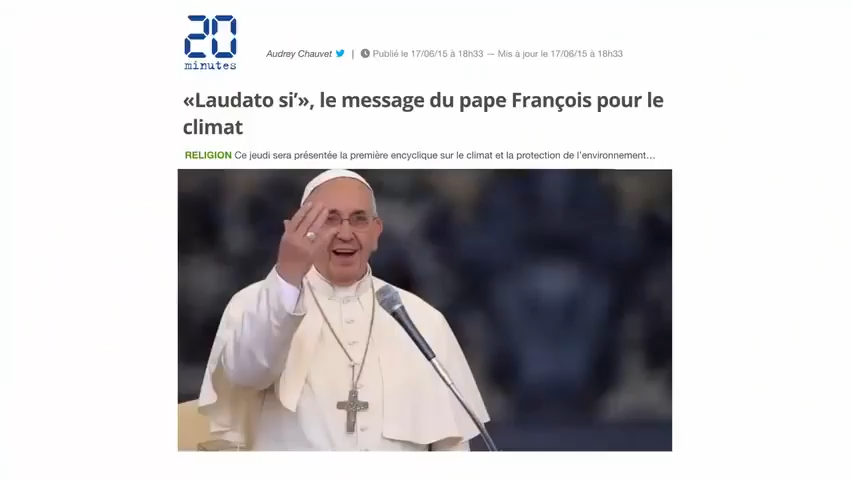 20
minutes
Audrey Chauvet | Publié le 17/06/15 à 18h33 — Mis à jour le 17/06/15 à 18h33
«Laudato si’», le message du pape François pour le
climat
RELIGION Ce jeudi sera présentée la première encyclique sur le climat et la protection de l’environnement…